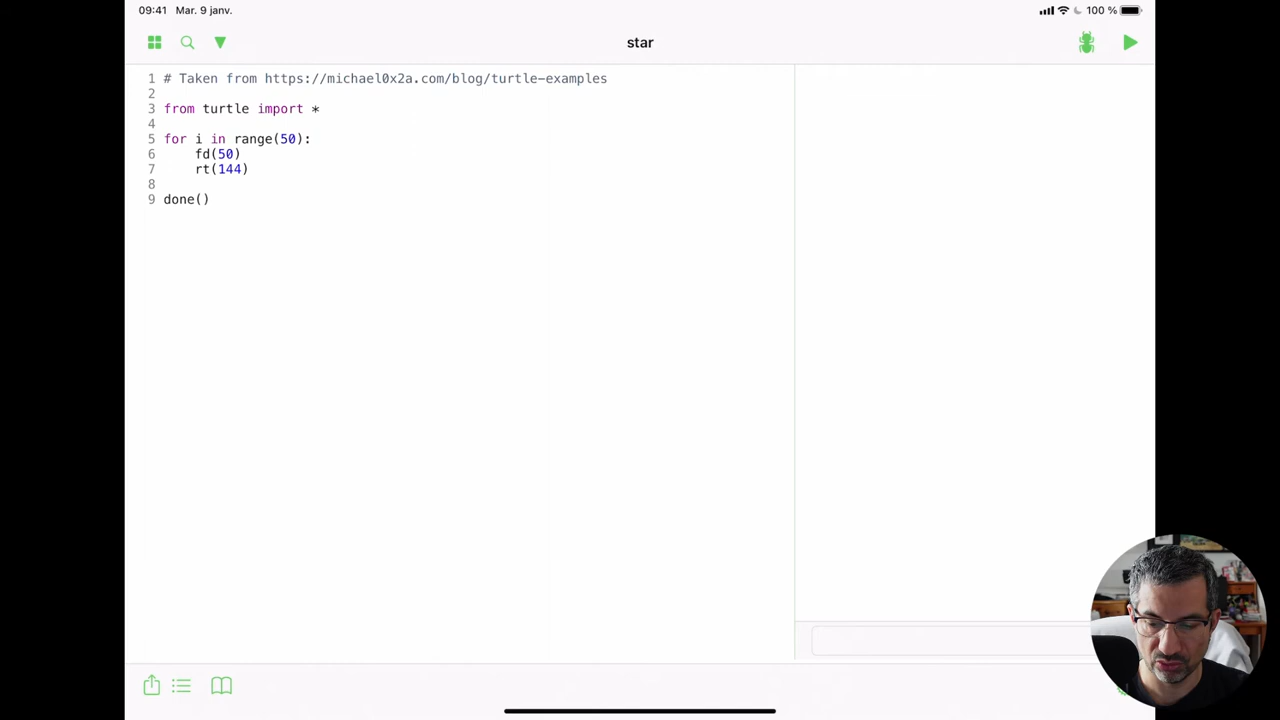 09:41 Mar. 9 janv. 100 %
star
1 # Taken from https://michael0x2a.com/blog/turtle-examples
2
3 from turtle import *
4
5 for i in range(50):
6     fd(50)
7     rt(144)
8
9 done()